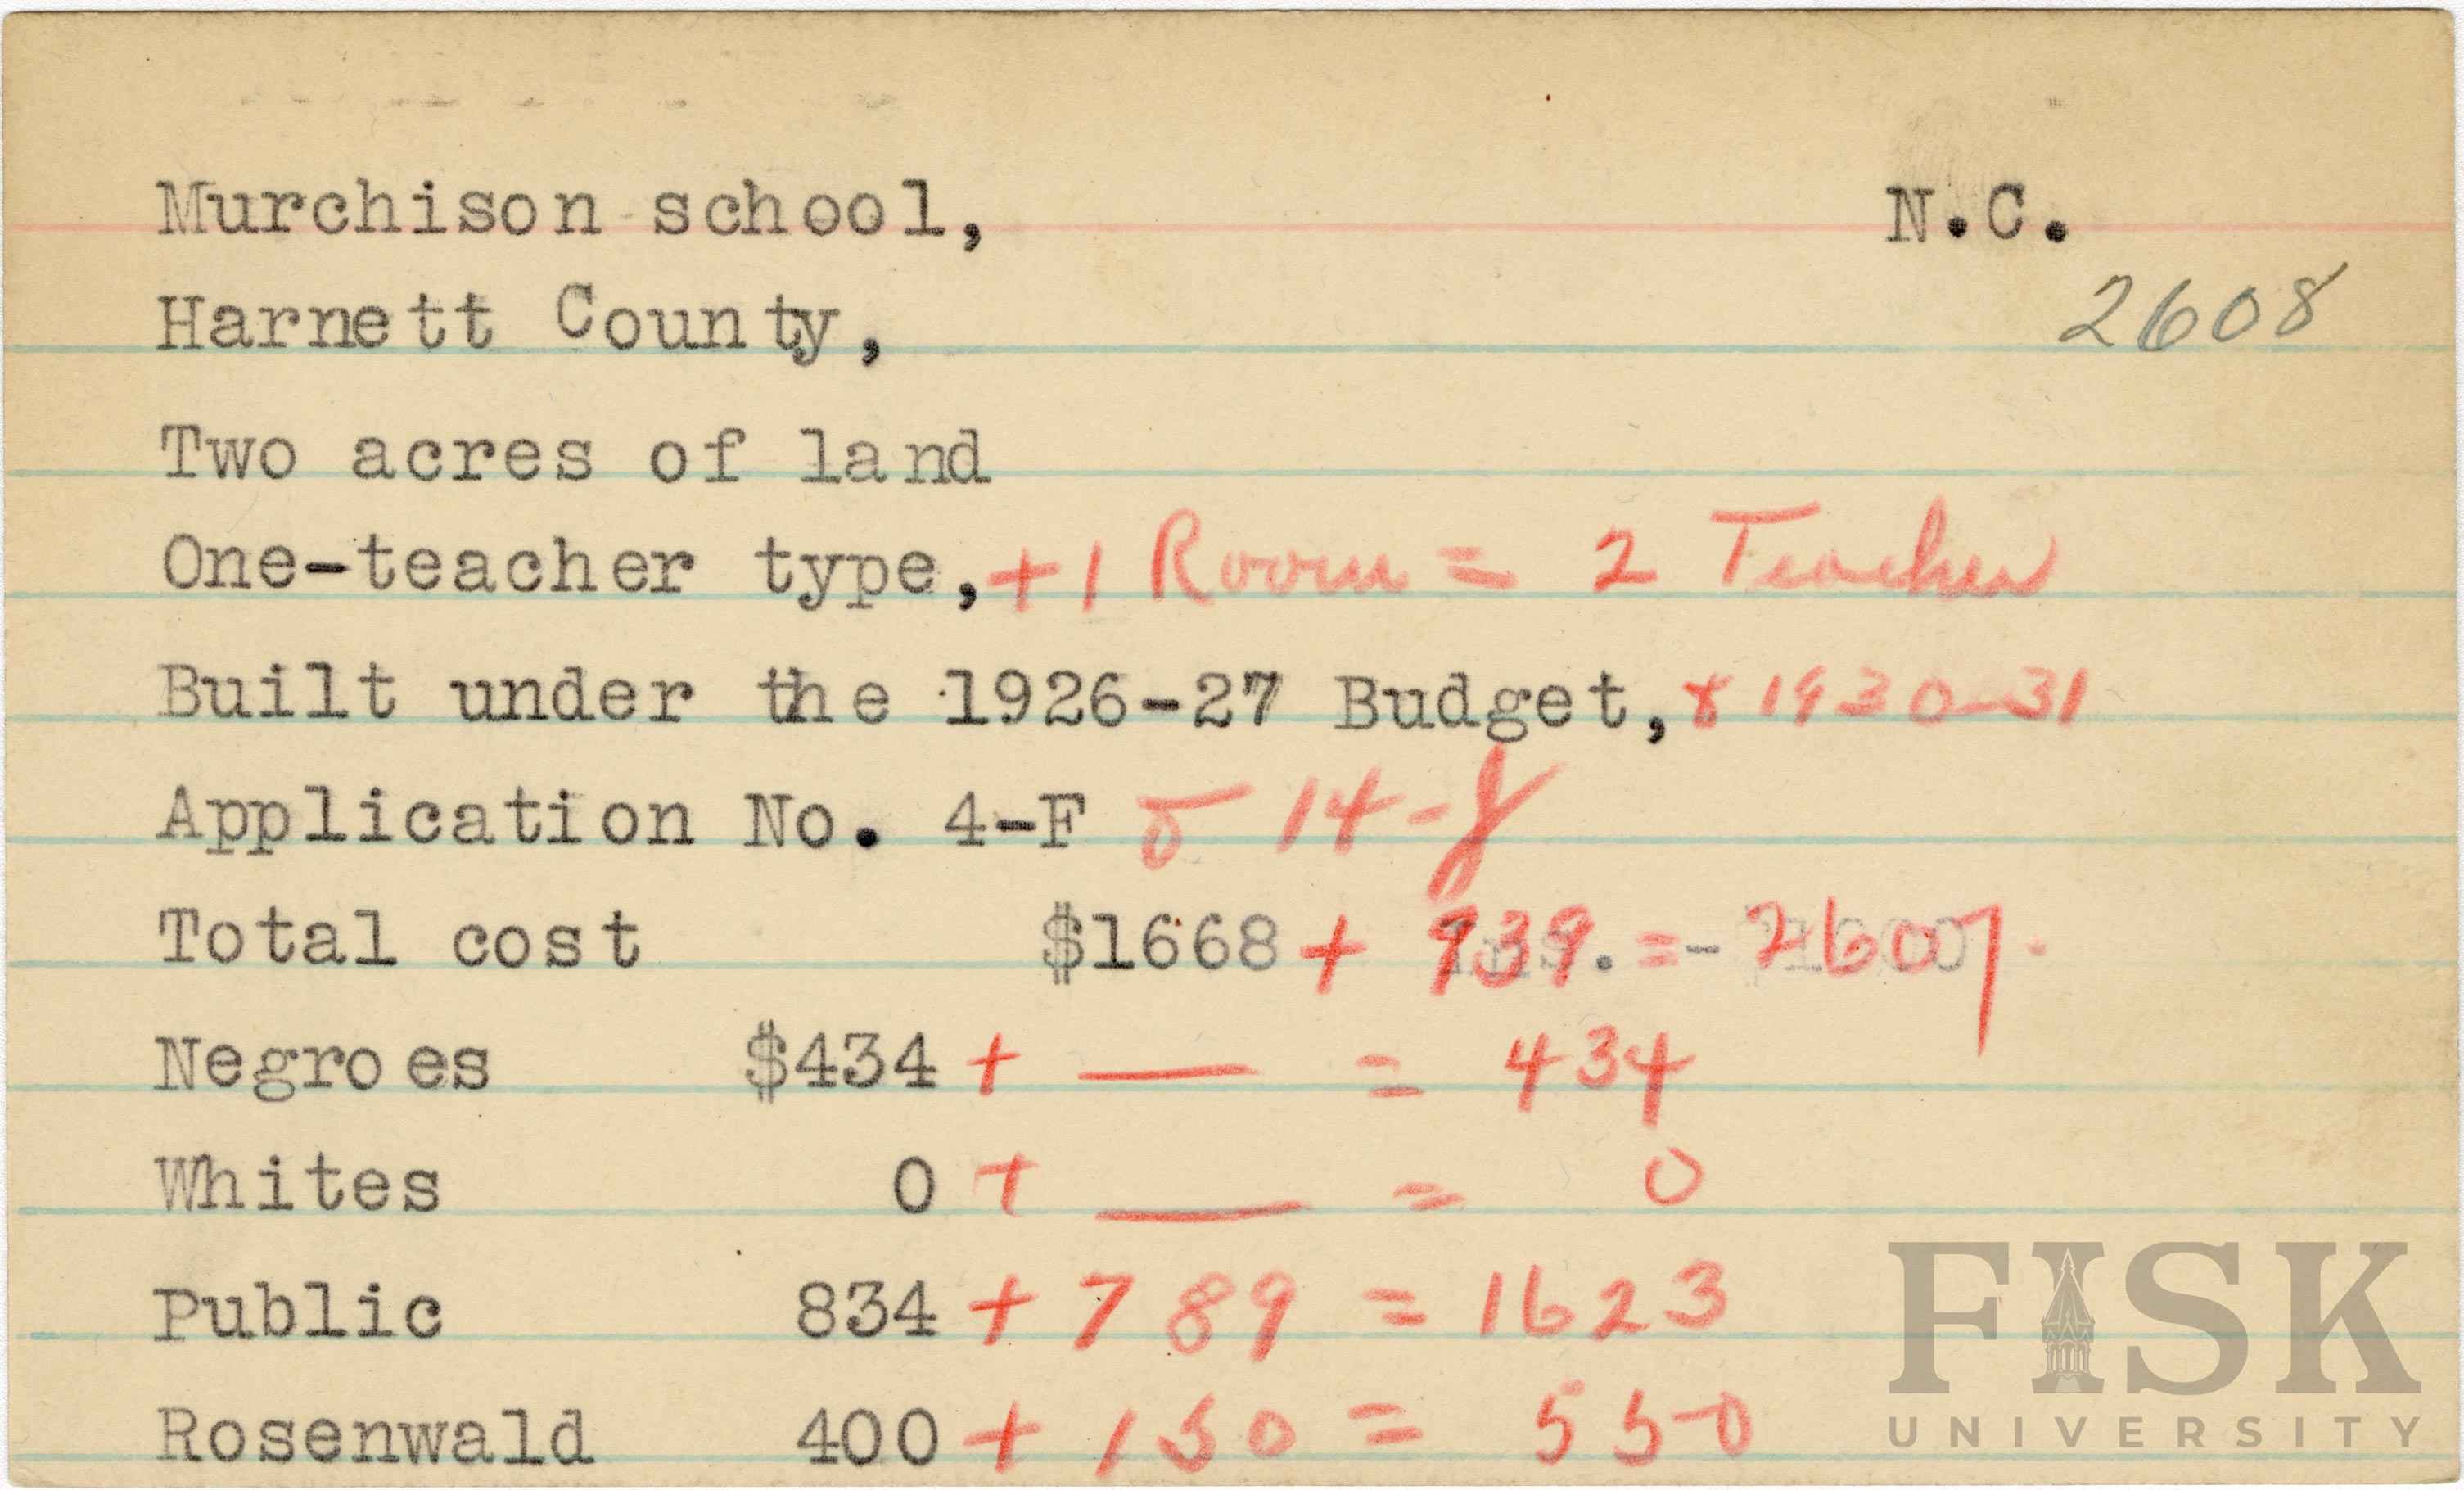 Murchison school, N.C.
2608
Harnett County,
Two acres of land
One-teacher type, +1 Room = 2 Teacher
Built under the 1926-27 Budget, & 1930-31
Application No. 4-F & 14-J
Total cost $1668 + 939 Ins. = - 2607.
Negroes $434 + — = 434
Whites 0 + — = 0
Public 834 + 789 = 1623
Rosenwald 400 + 150 = 550
FISK
UNIVERSITY